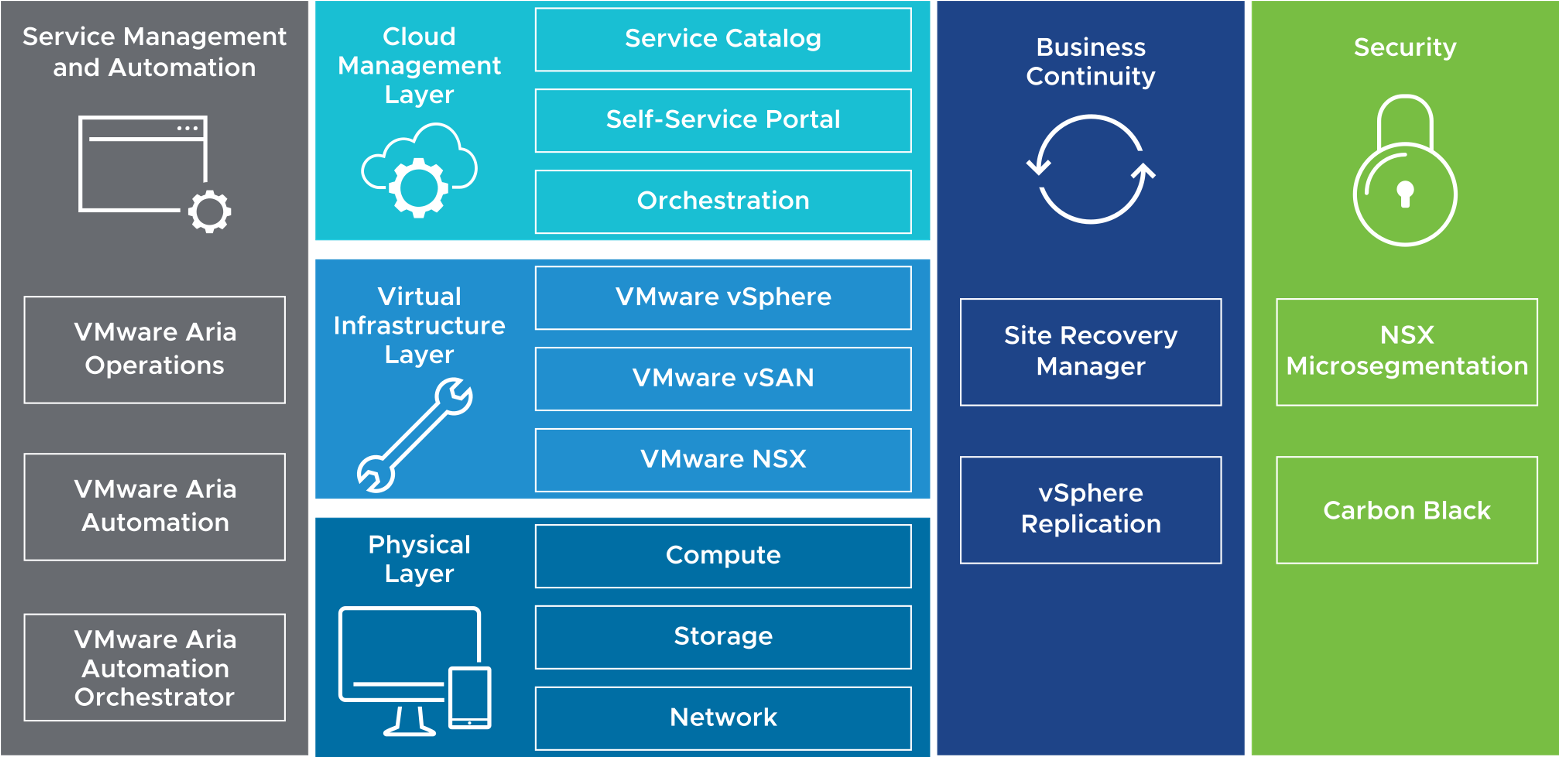 Service Management
and Automation
VMware Aria
Operations
VMware Aria
Automation
VMware Aria
Automation
Orchestrator
Cloud
Management
Layer
Service Catalog
Self-Service Portal
Orchestration
Virtual
Infrastructure
Layer
VMware vSphere
VMware vSAN
VMware NSX
Physical
Layer
Compute
Storage
Network
Business
Continuity
Site Recovery
Manager
vSphere
Replication
Security
NSX
Microsegmentation
Carbon Black